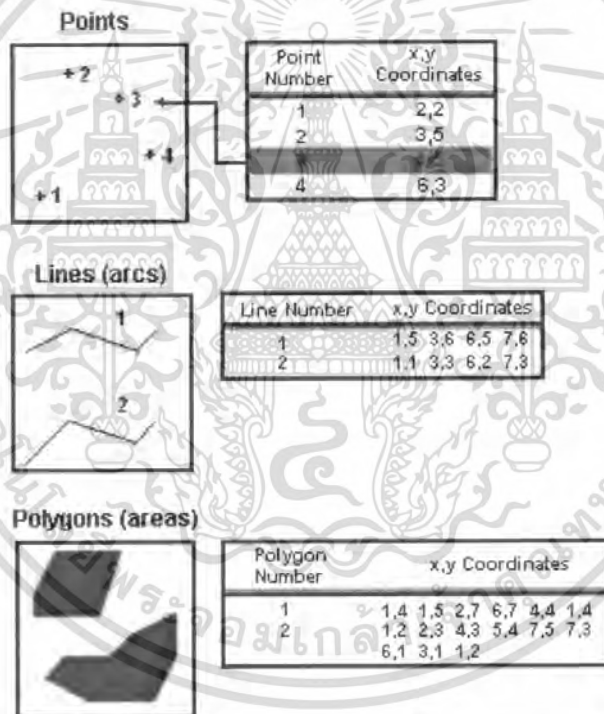 Points
+2
+3
+4
+1
Point Number
x,y Coordinates
1 2,2
2 3,5
4 6,3
Lines (arcs)
1
2
Line Number x,y Coordinates
1 1,5 3,6 6,5 7,6
2 1,1 3,3 6,2 7,3
Polygons (areas)
Polygon Number
x,y Coordinates
1 1,4 1,5 2,7 6,7 4,4 1,4
2 1,2 2,3 4,3 5,4 7,5 7,3
6,1 3,1 1,2